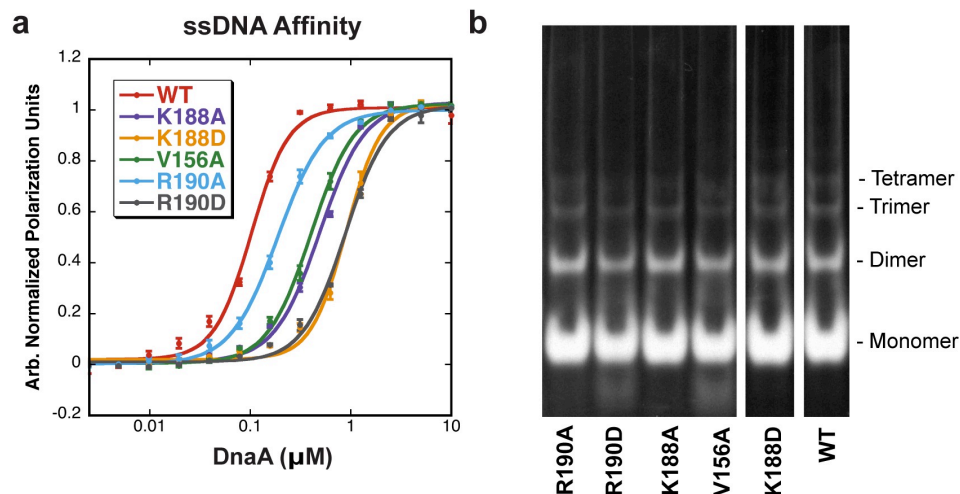 a
ssDNA Affinity
Arb. Normalized Polarization Units
1.2
1
0.8
0.6
0.4
0.2
0
-0.2
WT
K188A
K188D
V156A
R190A
R190D
0.01
0.1
1
10
DnaA (µM)
b
- Tetramer
- Trimer
- Dimer
- Monomer
R190A
R190D
K188A
V156A
K188D
WT